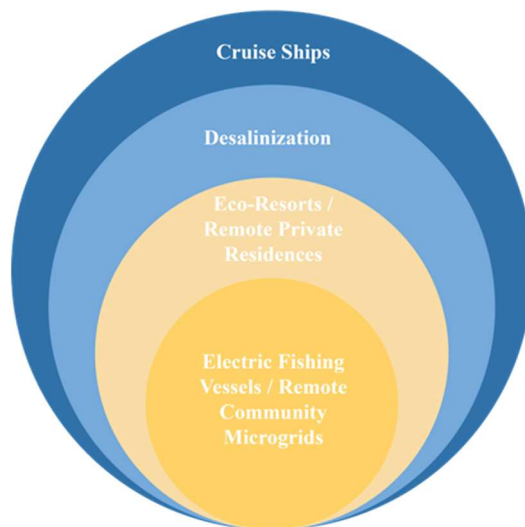 Cruise Ships
Desalinization
Eco-Resorts /
Remote Private
Residences
Electric Fishing
Vessels / Remote
Community
Microgrids